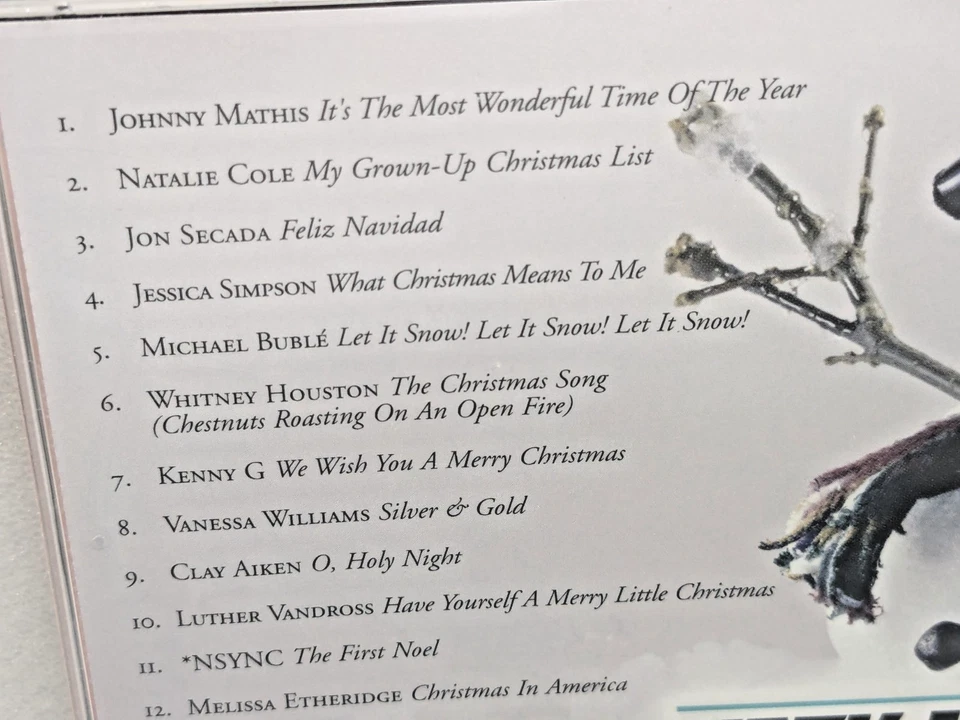 1. JOHNNY MATHIS It's The Most Wonderful Time Of The Year
2. NATALIE COLE My Grown-Up Christmas List
3. JON SECADA Feliz Navidad
4. JESSICA SIMPSON What Christmas Means To Me
5. MICHAEL BUBLÉ Let It Snow! Let It Snow! Let It Snow!
6. WHITNEY HOUSTON The Christmas Song
(Chestnuts Roasting On An Open Fire)
7. KENNY G We Wish You A Merry Christmas
8. VANESSA WILLIAMS Silver & Gold
9. CLAY AIKEN O, Holy Night
10. LUTHER VANDROSS Have Yourself A Merry Little Christmas
11. *NSYNC The First Noel
12. MELISSA ETHERIDGE Christmas In America